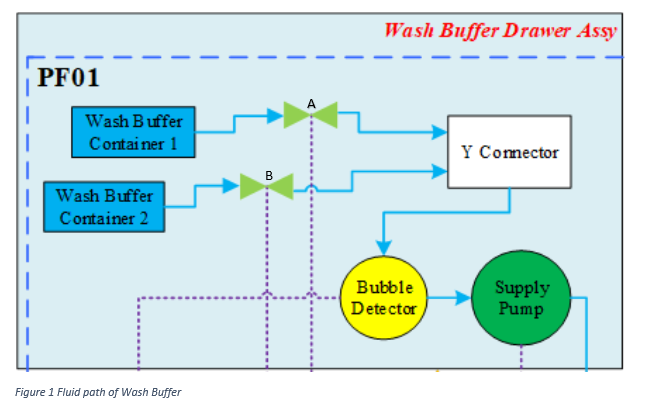 Wash Buffer Drawer Assy
PF01
A
Wash Buffer
Container 1
Y Connector
B
Wash Buffer
Container 2
Bubble
Detector
Supply
Pump
Figure 1 Fluid path of Wash Buffer